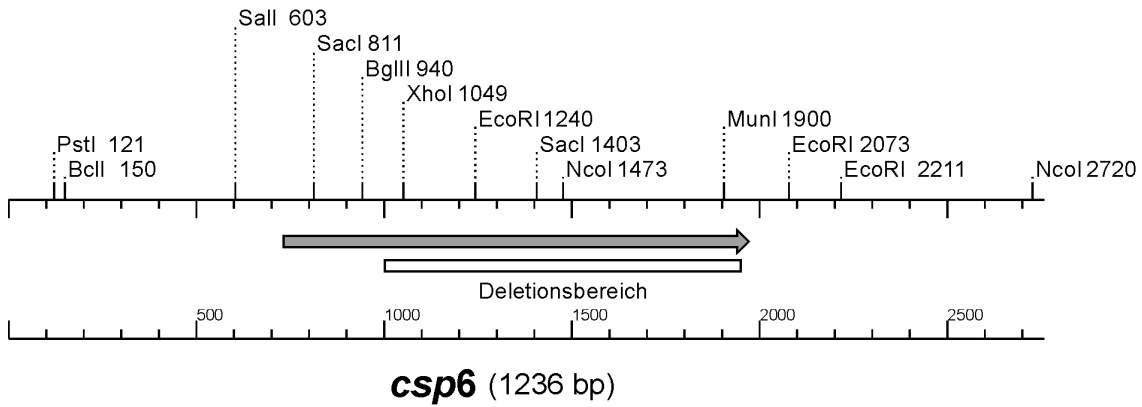 SalI 603
SacI 811
BglII 940
XhoI 1049
EcoRI 1240
MunI 1900
PstI 121
SacI 1403
EcoRI 2073
BclI 150
NcoI 1473
EcoRI 2211
NcoI 2720
Deletionsbereich
500
1000
1500
2000
2500
csp6 (1236 bp)